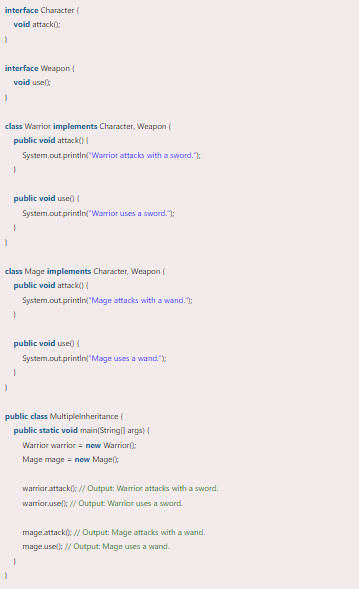 interface Character {
void attack();
}
interface Weapon {
void use();
}
class Warrior implements Character, Weapon {
public void attack() {
System.out.println("Warrior attacks with a sword.");
}
public void use() {
System.out.println("Warrior uses a sword.");
}
}
class Mage implements Character, Weapon {
public void attack() {
System.out.println("Mage attacks with a wand.");
}
public void use() {
System.out.println("Mage uses a wand.");
}
}
public class MultipleInheritance {
public static void main(String[] args) {
Warrior warrior = new Warrior();
Mage mage = new Mage();
warrior.attack(); // Output: Warrior attacks with a sword.
warrior.use(); // Output: Warrior uses a sword.
mage.attack(); // Output: Mage attacks with a wand.
mage.use(); // Output: Mage uses a wand.
}
}